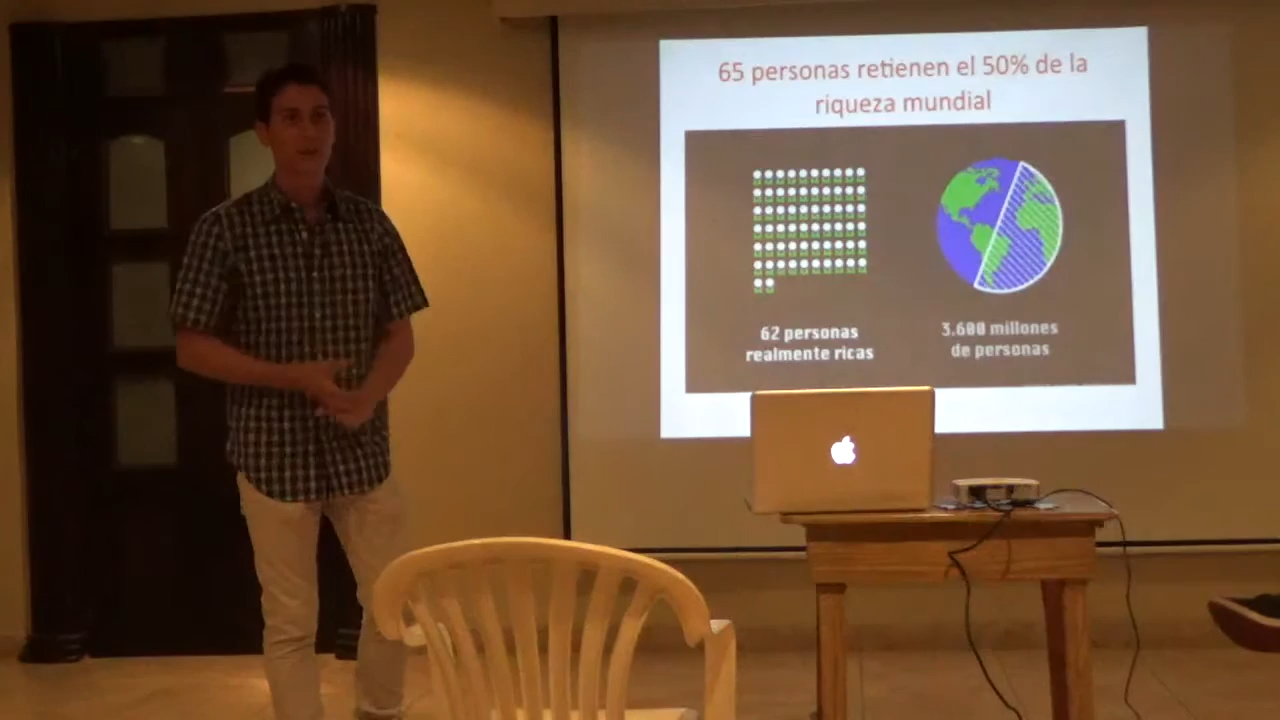 65 personas retienen el 50% de la
riqueza mundial
62 personas
realmente ricas
3.600 millones
de personas